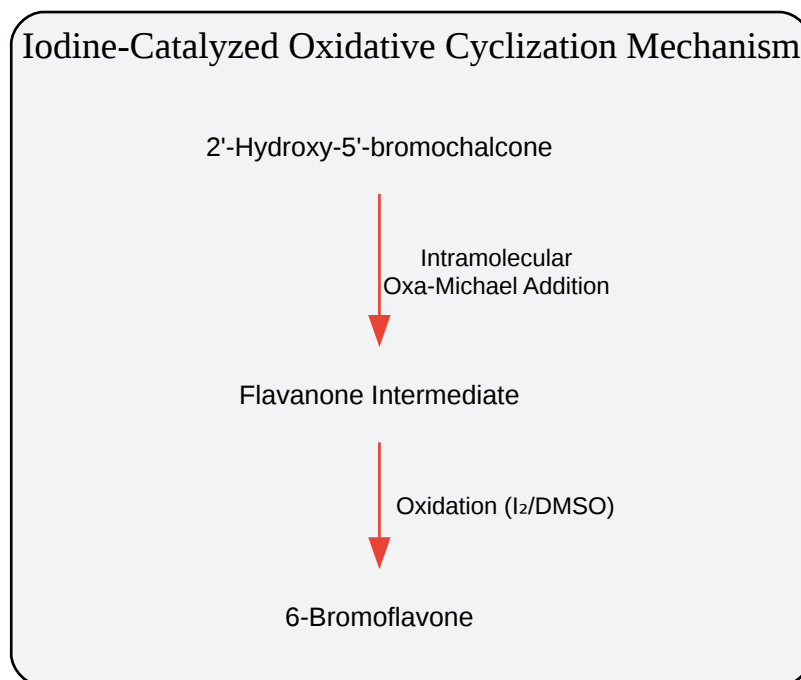 Iodine-Catalyzed Oxidative Cyclization Mechanism
2'-Hydroxy-5'-bromochalcone
Intramolecular
Oxa-Michael Addition
Flavanone Intermediate
Oxidation (I₂/DMSO)
6-Bromoflavone